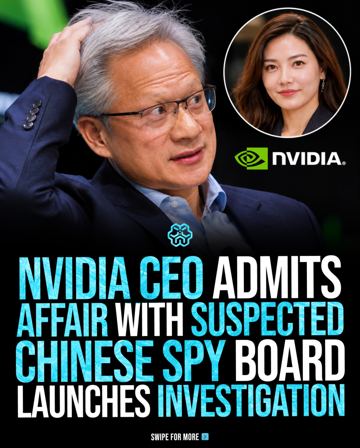 NVIDIA.
NVIDIA CEO ADMITS
AFFAIR WITH SUSPECTED
CHINESE SPY BOARD
LAUNCHES INVESTIGATION
SWIPE FOR MORE